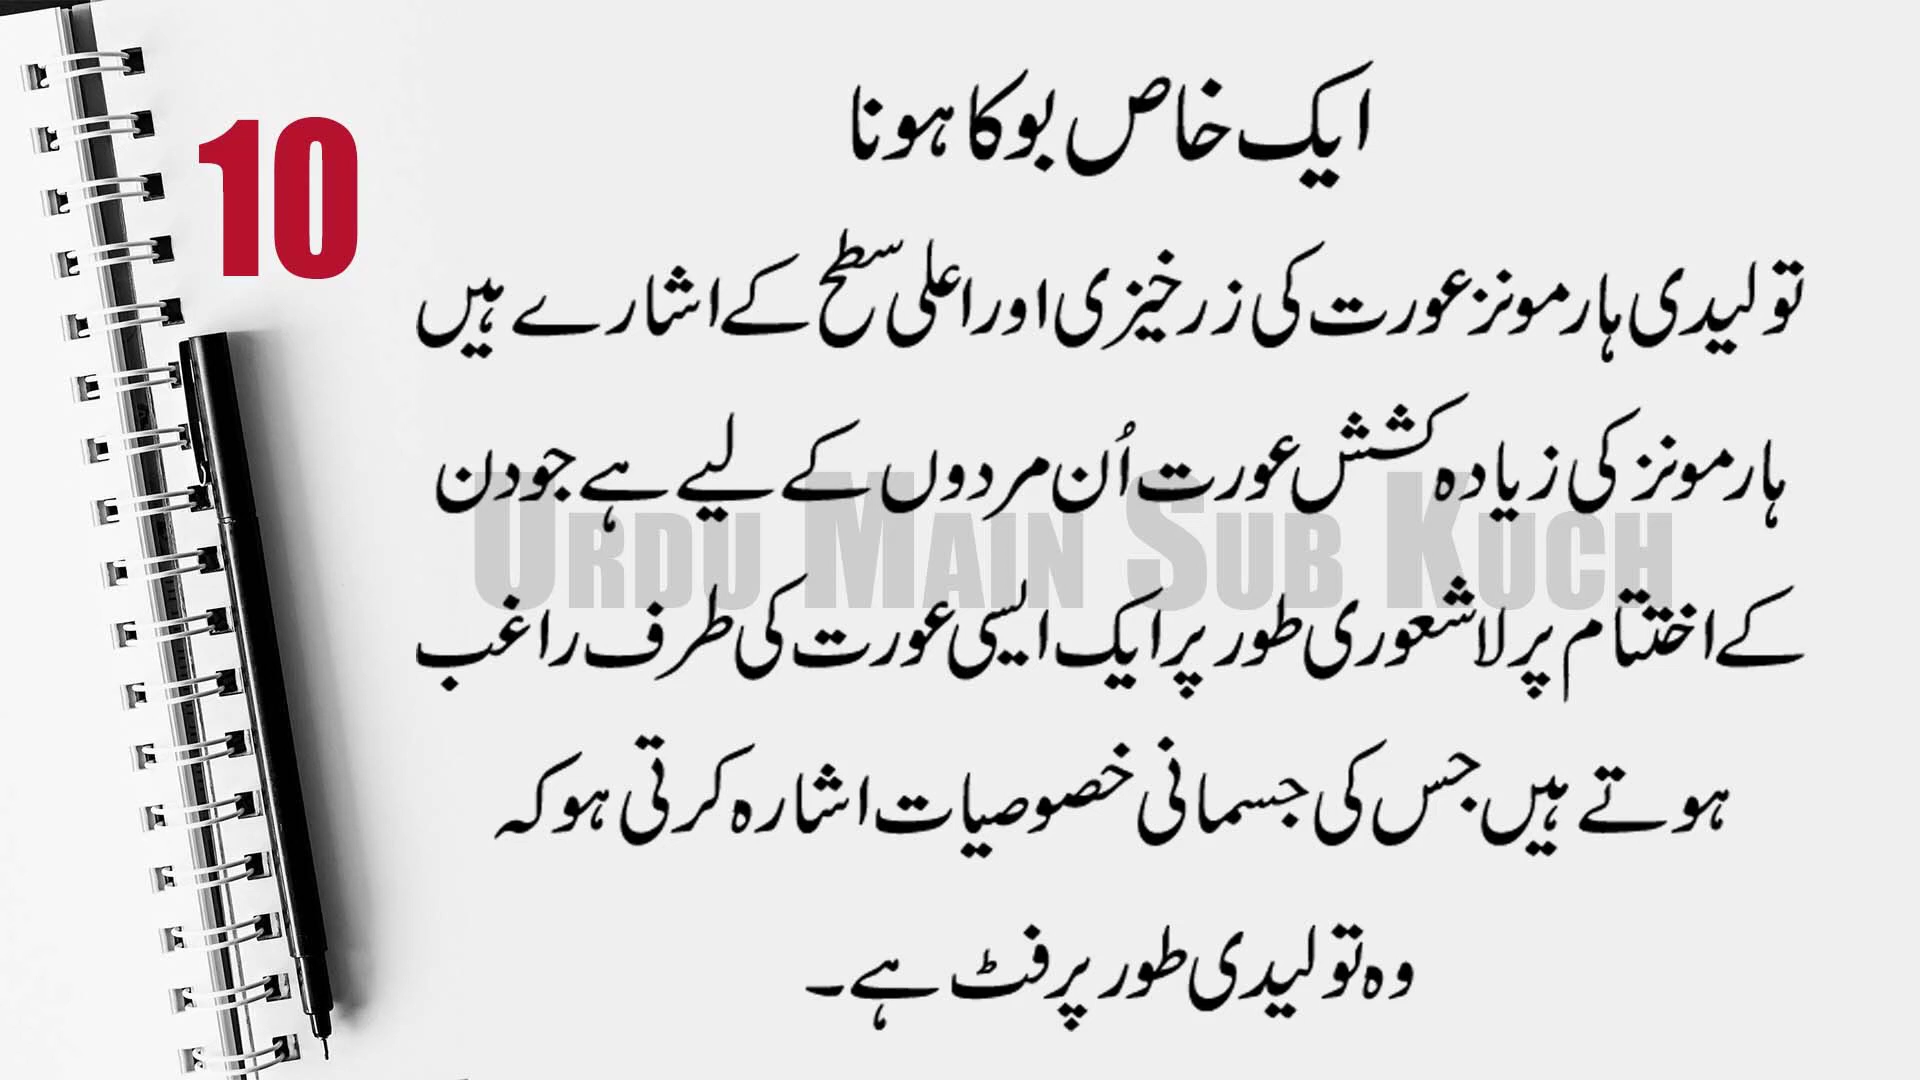 10
ایک خاص بو کا ہونا
تولیدی ہارمونز عورت کی زرخیزی اور اعلی سطح کے اشارے ہیں
ہارمونز کی زیادہ کشش عورت اُن مردوں کے لیے ہے جو دن
URDU MAIN SUB KUCH
کے اختتام پر لاشعوری طور پر ایک ایسی عورت کی طرف راغب
ہوتے ہیں جس کی جسمانی خصوصیات اشارہ کرتی ہو کہ
وہ تولیدی طور پر فٹ ہے۔